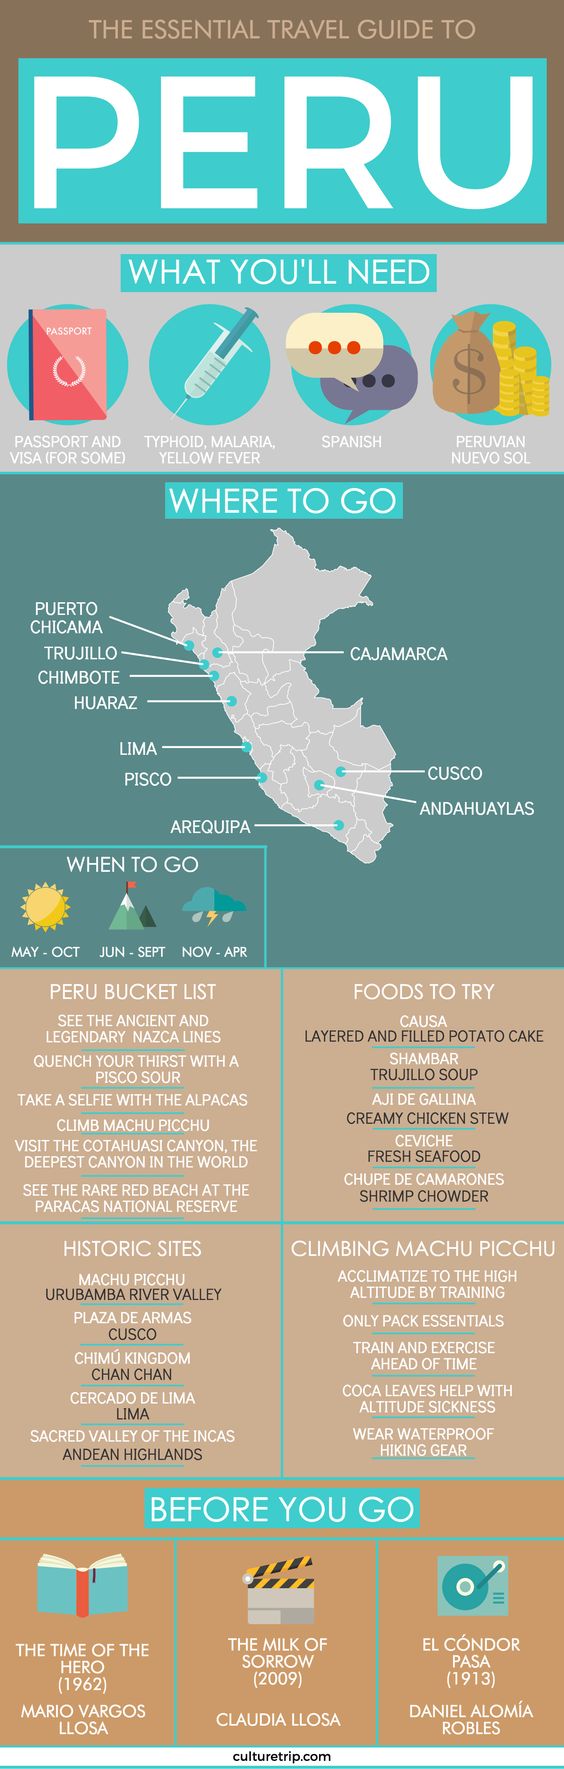 THE ESSENTIAL TRAVEL GUIDE TO
PERU
WHAT YOU'LL NEED
PASSPORT
PASSPORT AND
VISA (FOR SOME)
TYPHOID, MALARIA,
YELLOW FEVER
SPANISH
$
PERUVIAN
NUEVO SOL
WHERE TO GO
PUERTO
CHICAMA
TRUJILLO
CHIMBOTE
HUARAZ
LIMA
PISCO
AREQUIPA
CAJAMARCA
CUSCO
ANDAHUAYLAS
WHEN TO GO
MAY - OCT
JUN - SEPT
NOV - APR
PERU BUCKET LIST
SEE THE ANCIENT AND
LEGENDARY NAZCA LINES
QUENCH YOUR THIRST WITH A
PISCO SOUR
TAKE A SELFIE WITH THE ALPACAS
CLIMB MACHU PICCHU
VISIT THE COTAHUASI CANYON, THE
DEEPEST CANYON IN THE WORLD
SEE THE RARE RED BEACH AT THE
PARACAS NATIONAL RESERVE
FOODS TO TRY
CAUSA
LAYERED AND FILLED POTATO CAKE
SHAMBAR
TRUJILLO SOUP
AJI DE GALLINA
CREAMY CHICKEN STEW
CEVICHE
FRESH SEAFOOD
CHUPE DE CAMARONES
SHRIMP CHOWDER
HISTORIC SITES
MACHU PICCHU
URUBAMBA RIVER VALLEY
PLAZA DE ARMAS
CUSCO
CHIMÚ KINGDOM
CHAN CHAN
CERCADO DE LIMA
LIMA
SACRED VALLEY OF THE INCAS
ANDEAN HIGHLANDS
CLIMBING MACHU PICCHU
ACCLIMATIZE TO THE HIGH
ALTITUDE BY TRAINING
ONLY PACK ESSENTIALS
TRAIN AND EXERCISE
AHEAD OF TIME
COCA LEAVES HELP WITH
ALTITUDE SICKNESS
WEAR WATERPROOF
HIKING GEAR
BEFORE YOU GO
THE TIME OF THE
HERO
(1962)
MARIO VARGOS
LLOSA
THE MILK OF
SORROW
(2009)
CLAUDIA LLOSA
EL CÓNDOR
PASA
(1913)
DANIEL ALOMÍA
ROBLES
culturetrip.com